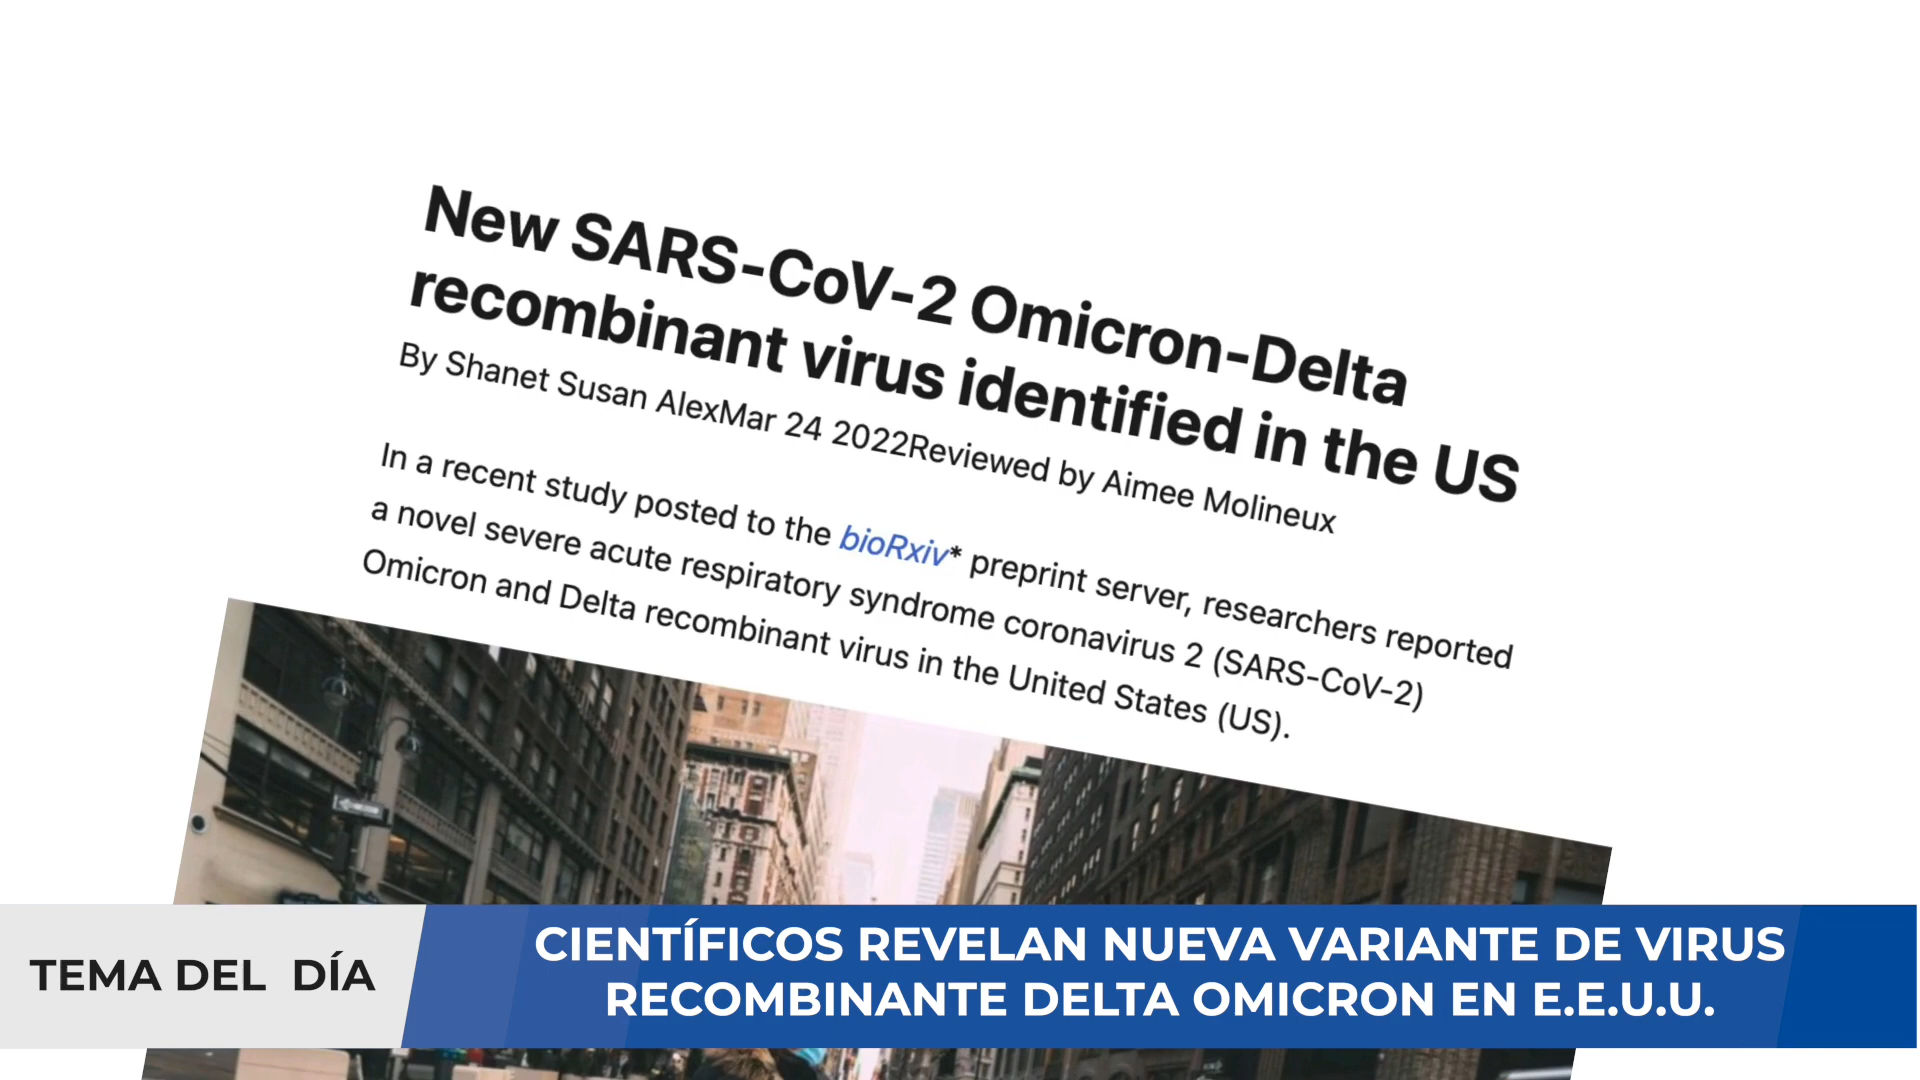 New SARS-CoV-2 Omicron-Delta
recombinant virus identified in the US
By Shanet Susan AlexMar 24 2022Reviewed by Aimee Molineux
In a recent study posted to the bioRxiv* preprint server, researchers reported
a novel severe acute respiratory syndrome coronavirus 2 (SARS-CoV-2)
Omicron and Delta recombinant virus in the United States (US).
TEMA DEL DÍA
CIENTÍFICOS REVELAN NUEVA VARIANTE DE VIRUS
RECOMBINANTE DELTA OMICRON EN E.E.U.U.